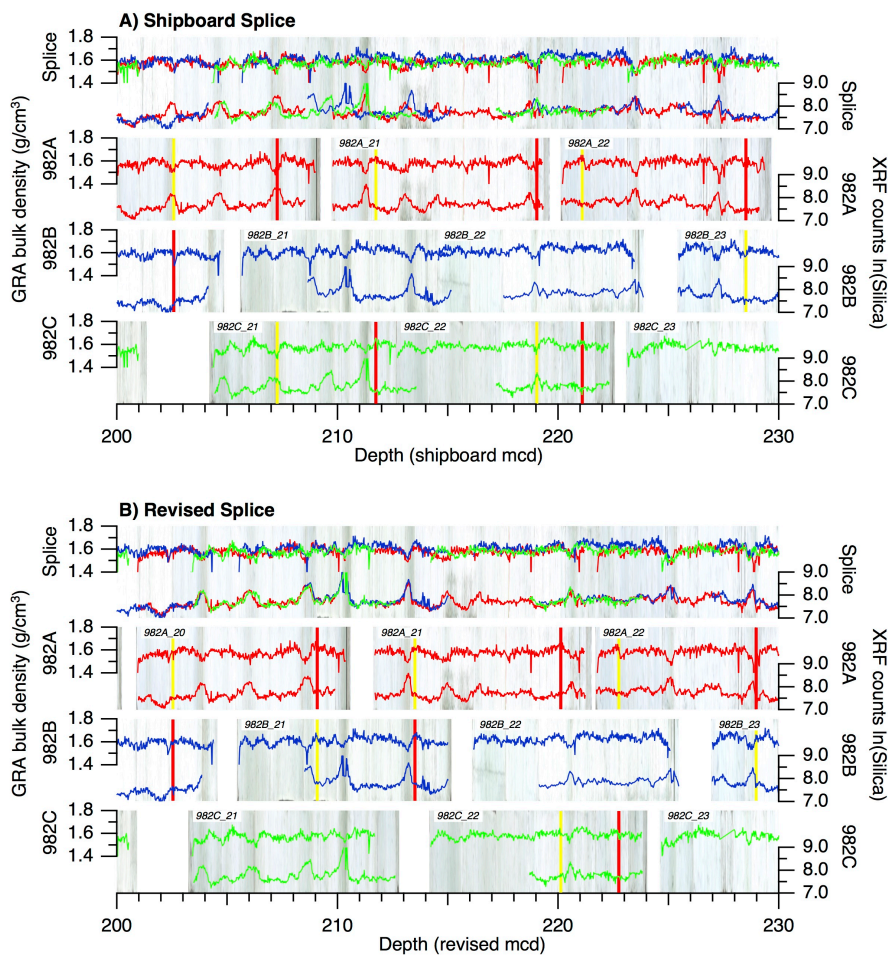 A) Shipboard Splice
1.8
1.6
1.4
Splice
9.0
8.0
7.0
Splice
GRA bulk density (g/cm³)
XRF counts ln(Silica)
1.8
1.6
1.4
982A
982A_21
982A_22
9.0
8.0
7.0
982A
1.8
1.6
1.4
982B
982B_21
982B_22
982B_23
9.0
8.0
7.0
982B
1.8
1.6
1.4
982C
982C_21
982C_22
982C_23
9.0
8.0
7.0
982C
200 210 220 230
Depth (shipboard mcd)
B) Revised Splice
1.8
1.6
1.4
Splice
9.0
8.0
7.0
Splice
GRA bulk density (g/cm³)
XRF counts ln(Silica)
1.8
1.6
1.4
982A
982A_20
982A_21
982A_22
9.0
8.0
7.0
982A
1.8
1.6
1.4
982B
982B_21
982B_22
982B_23
9.0
8.0
7.0
982B
1.8
1.6
1.4
982C
982C_21
982C_22
982C_23
9.0
8.0
7.0
982C
200 210 220 230
Depth (revised mcd)